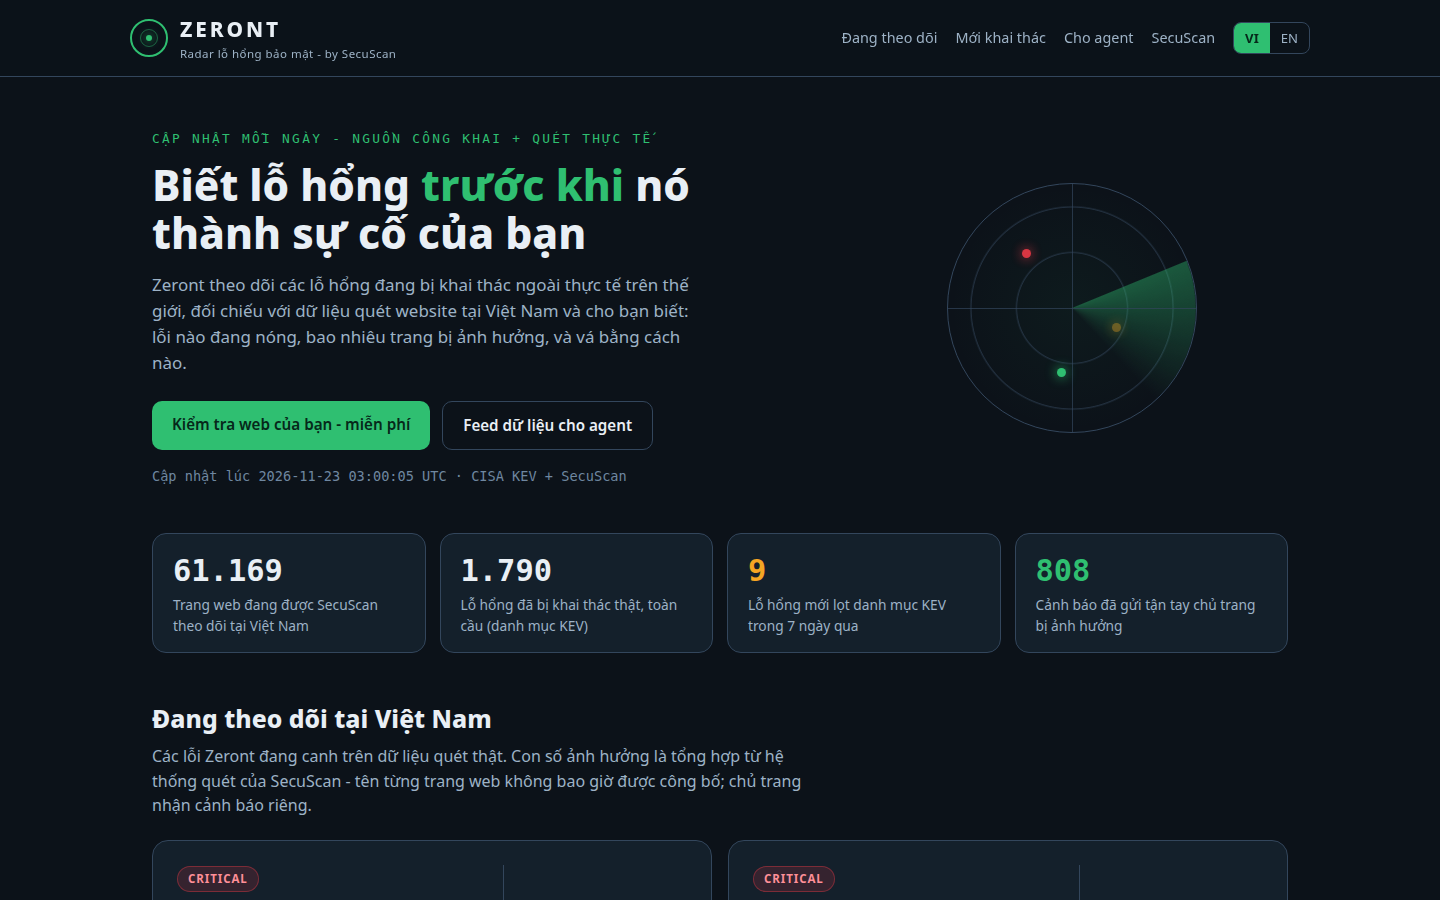 ZERONT
Radar lỗ hổng bảo mật - by SecuScan
Đang theo dõi
Mới khai thác
Cho agent
SecuScan
VI
EN
CẬP NHẬT MỖI NGÀY - NGUỒN CÔNG KHAI + QUÉT THỰC TẾ
Biết lỗ hổng trước khi nó
thành sự cố của bạn
Zeront theo dõi các lỗ hổng đang bị khai thác ngoài thực tế trên thế
giới, đối chiếu với dữ liệu quét website tại Việt Nam và cho bạn biết:
lỗi nào đang nóng, bao nhiêu trang bị ảnh hưởng, và vá bằng cách
nào.
Kiểm tra web của bạn - miễn phí
Feed dữ liệu cho agent
Cập nhật lúc 2026-11-23 03:00:05 UTC · CISA KEV + SecuScan
61.169
Trang web đang được SecuScan
theo dõi tại Việt Nam
1.790
Lỗ hổng đã bị khai thác thật, toàn
cầu (danh mục KEV)
9
Lỗ hổng mới lọt danh mục KEV
trong 7 ngày qua
808
Cảnh báo đã gửi tận tay chủ trang
bị ảnh hưởng
Đang theo dõi tại Việt Nam
Các lỗi Zeront đang canh trên dữ liệu quét thật. Con số ảnh hưởng là tổng hợp từ hệ
thống quét của SecuScan - tên từng trang web không bao giờ được công bố; chủ trang
nhận cảnh báo riêng.
CRITICAL
CRITICAL